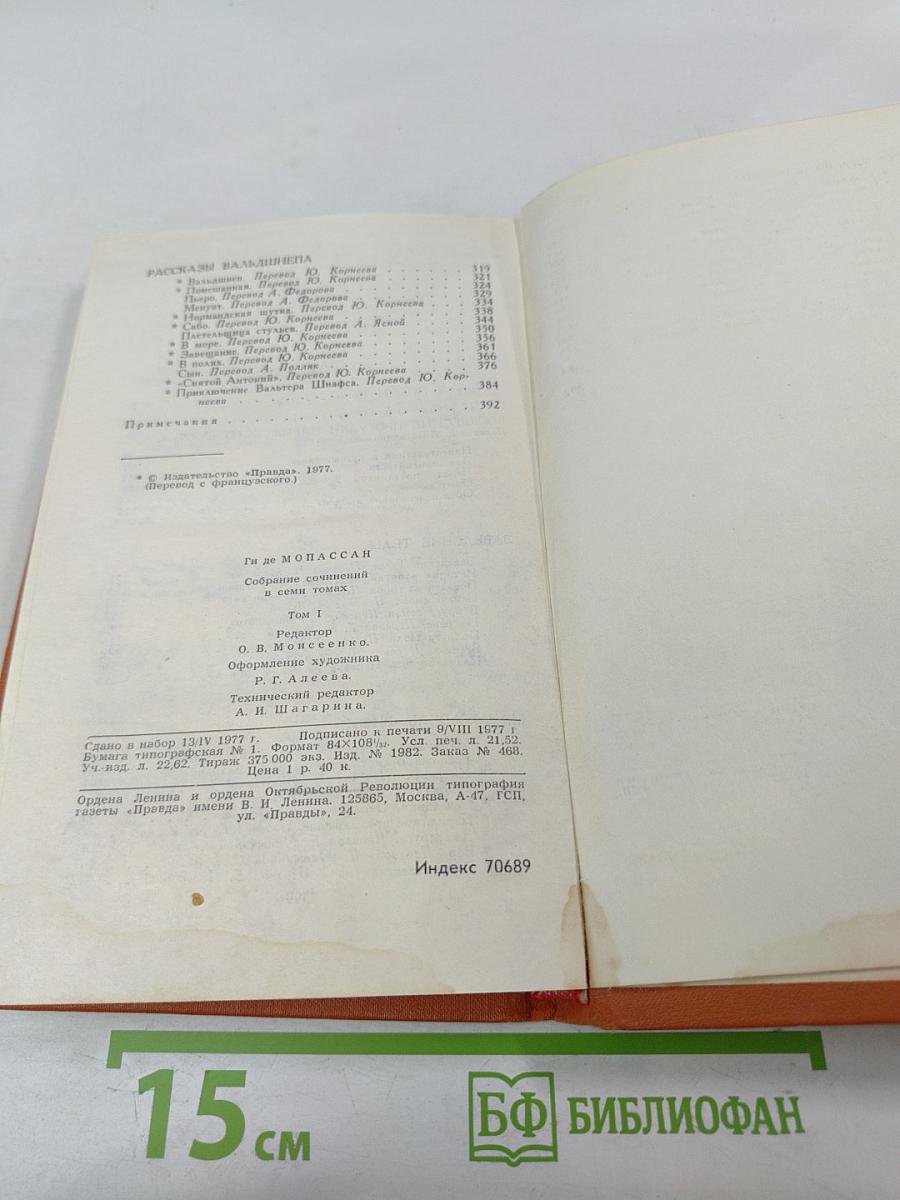 РАССКАЗЫ ВАЛЬДШНЕПА
* Вальдшнеп. Перевод Ю. Корнеева . . . . . . 319
* Помешанная. Перевод Ю. Корнеева . . . . . 321
Пьеро. Перевод А. Федорова . . . . . . . 324
Менуэт. Перевод А. Федорова . . . . . . . 329
* Нормандская шутка. Перевод Ю. Корнеева . . . 334
* Сабо. Перевод Ю. Корнеева . . . . . . . 338
Плетельщица стульев. Перевод А. Ясной . . . . 344
* В море. Перевод Ю. Корнеева . . . . . . . 350
* Завещание. Перевод Ю. Корнеева . . . . . . 356
* В полях. Перевод Ю. Корнеева . . . . . . . 361
Сын. Перевод А. Полляк . . . . . . . . 366
* «Святой Антоний». Перевод Ю. Корнеева . . . . 376
* Приключение Вальтера Шнафса. Перевод Ю. Кор-
неева . . . . . . . . . . . . . . 384
Примечания . . . . . . . . . . . . . . 392
* © Издательство «Правда». 1977.
(Перевод с французского.)
Ги де МОПАССАН
Собрание сочинений
в семи томах
Том I
Редактор
О. В. Моисеенко.
Оформление художника
Р. Г. Алеева.
Технический редактор
А. И. Шагарина.
Сдано в набор 13/IV 1977 г. Подписано к печати 9/VIII 1977 г
Бумага типографская № 1. Формат 84×108¹/₃₂. Усл. печ. л. 21,52.
Уч.-изд. л. 22,62. Тираж 375 000 экз. Изд. № 1982. Заказ № 468.
Цена 1 р. 40 к.
Ордена Ленина и ордена Октябрьской Революции типография
газеты «Правда» имени В. И. Ленина. 125865, Москва, А-47, ГСП,
ул. «Правды», 24.
Индекс 70689
15 см
БФ БИБЛИОФАН